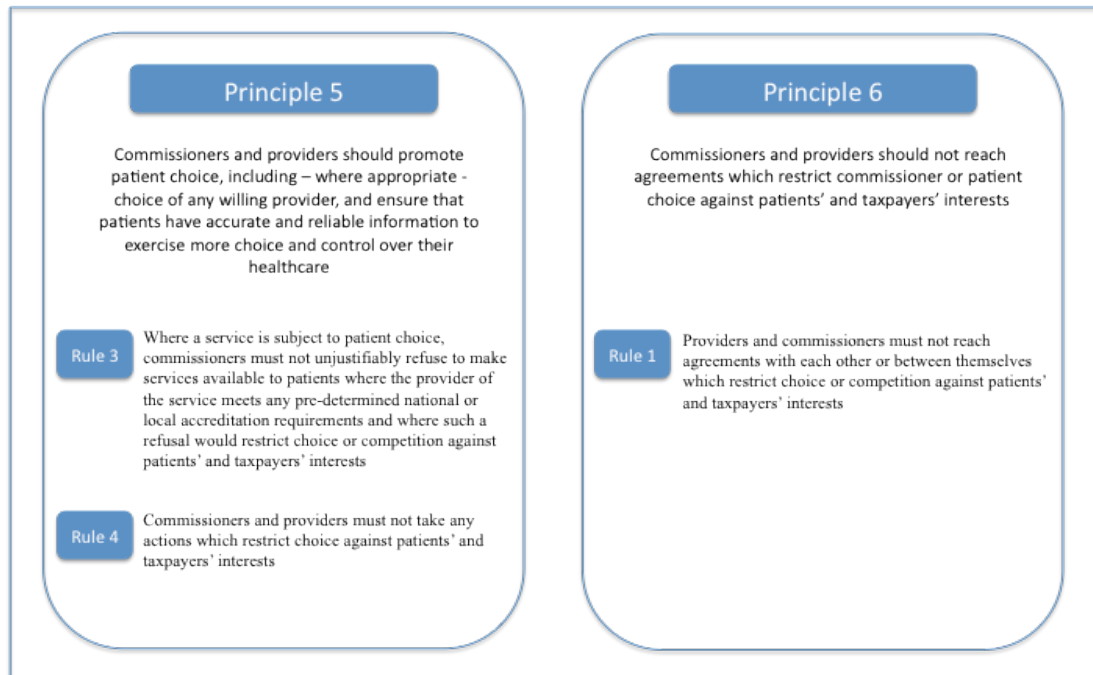 Principle 5
Commissioners and providers should promote
patient choice, including – where appropriate -
choice of any willing provider, and ensure that
patients have accurate and reliable information to
exercise more choice and control over their
healthcare
Rule 3
Where a service is subject to patient choice,
commissioners must not unjustifiably refuse to make
services available to patients where the provider of
the service meets any pre-determined national or
local accreditation requirements and where such a
refusal would restrict choice or competition against
patients’ and taxpayers’ interests
Rule 4
Commissioners and providers must not take any
actions which restrict choice against patients’ and
taxpayers’ interests
Principle 6
Commissioners and providers should not reach
agreements which restrict commissioner or patient
choice against patients’ and taxpayers’ interests
Rule 1
Providers and commissioners must not reach
agreements with each other or between themselves
which restrict choice or competition against patients’
and taxpayers’ interests